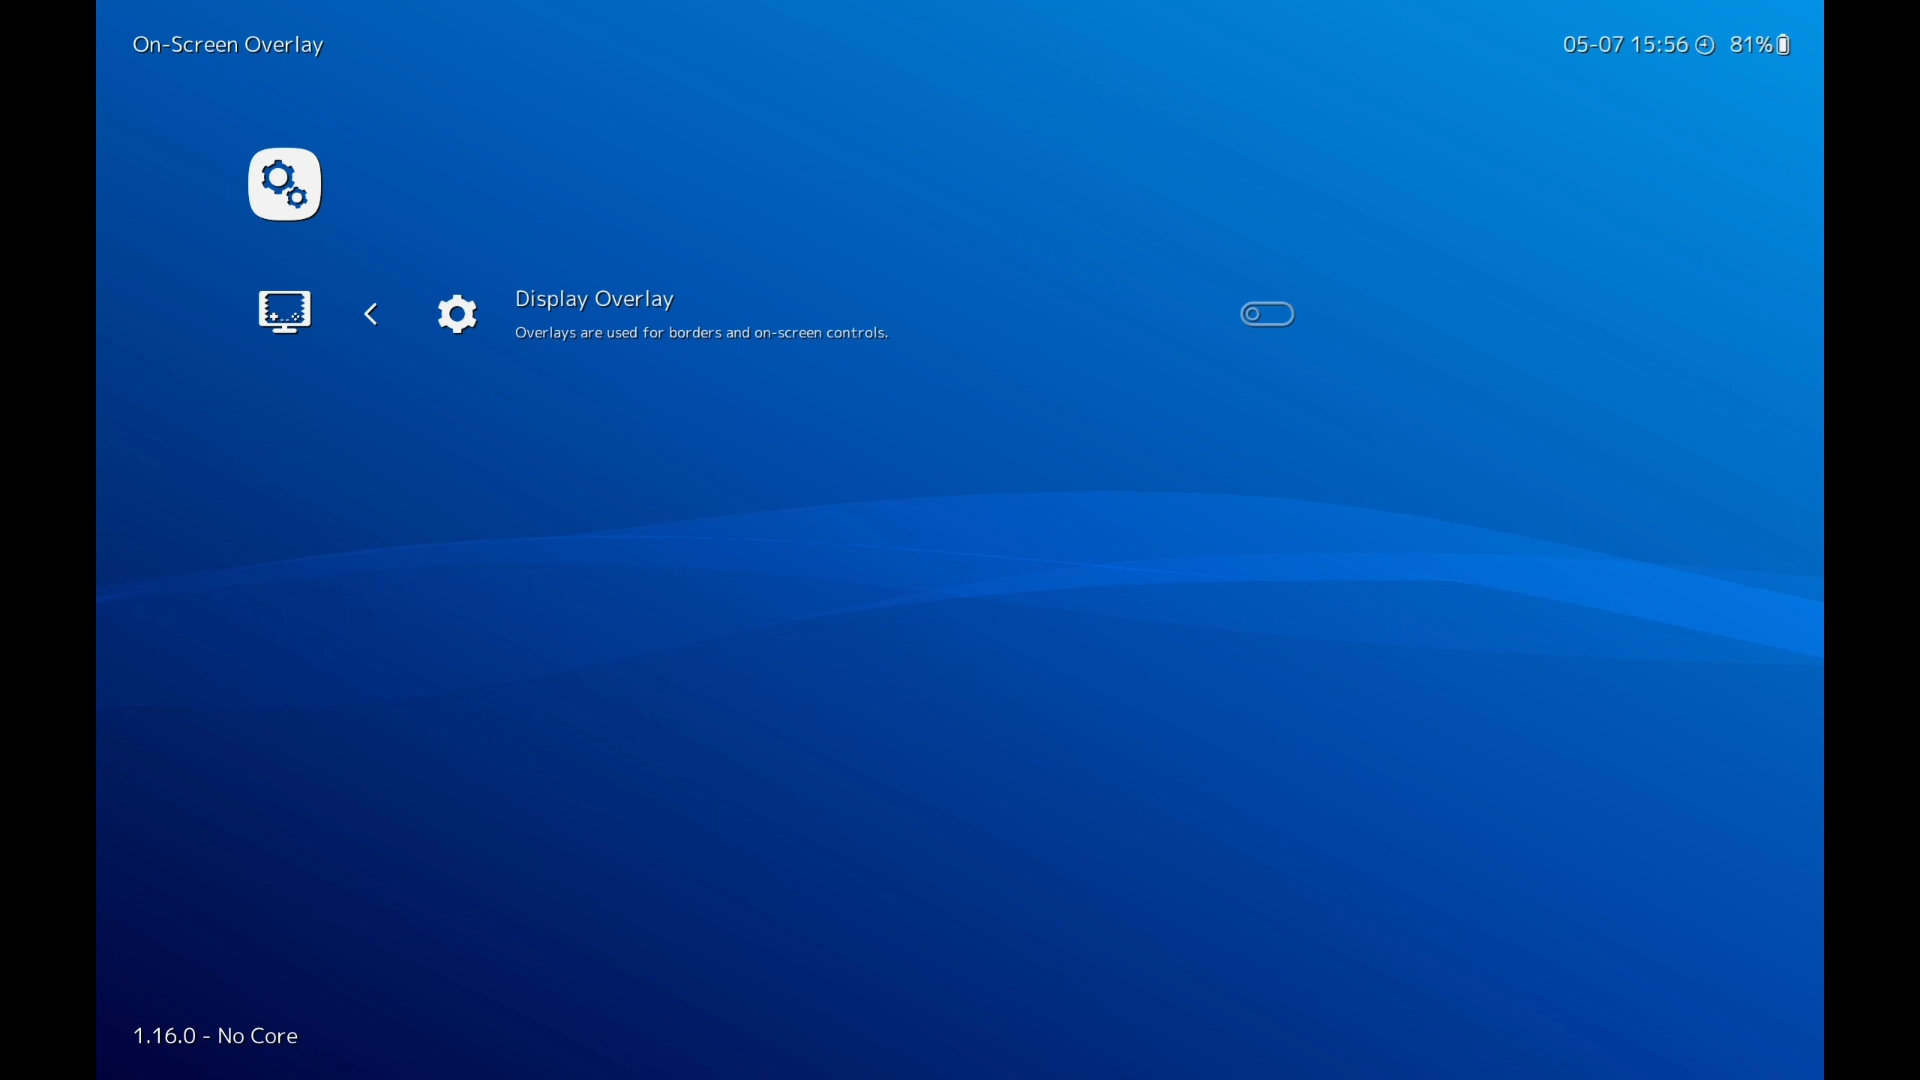 On-Screen Overlay
05-07 15:56 81%
Display Overlay
Overlays are used for borders and on-screen controls.
1.16.0 - No Core